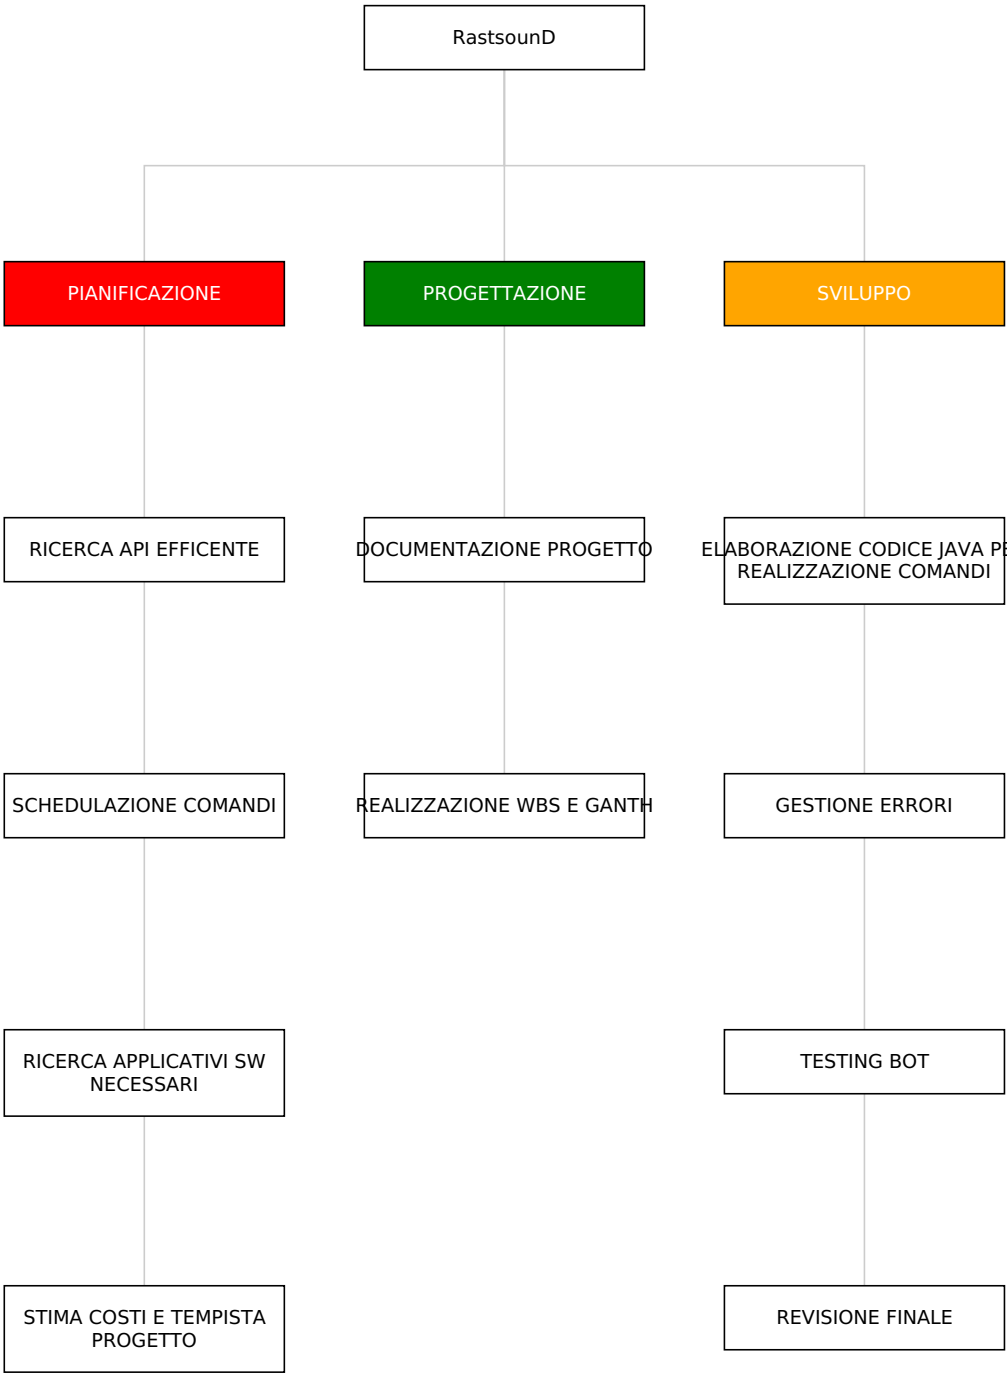 RastsounD
PIANIFICAZIONE
PROGETTAZIONE
SVILUPPO
RICERCA API EFFICENTE
DOCUMENTAZIONE PROGETTO
ELABORAZIONE CODICE JAVA
REALIZZAZIONE COMANDI
SCHEDULAZIONE COMANDI
REALIZZAZIONE WBS E GANTH
GESTIONE ERRORI
RICERCA APPLICATIVI SW
NECESSARI
TESTING BOT
STIMA COSTI E TEMPISTA
PROGETTO
REVISIONE FINALE